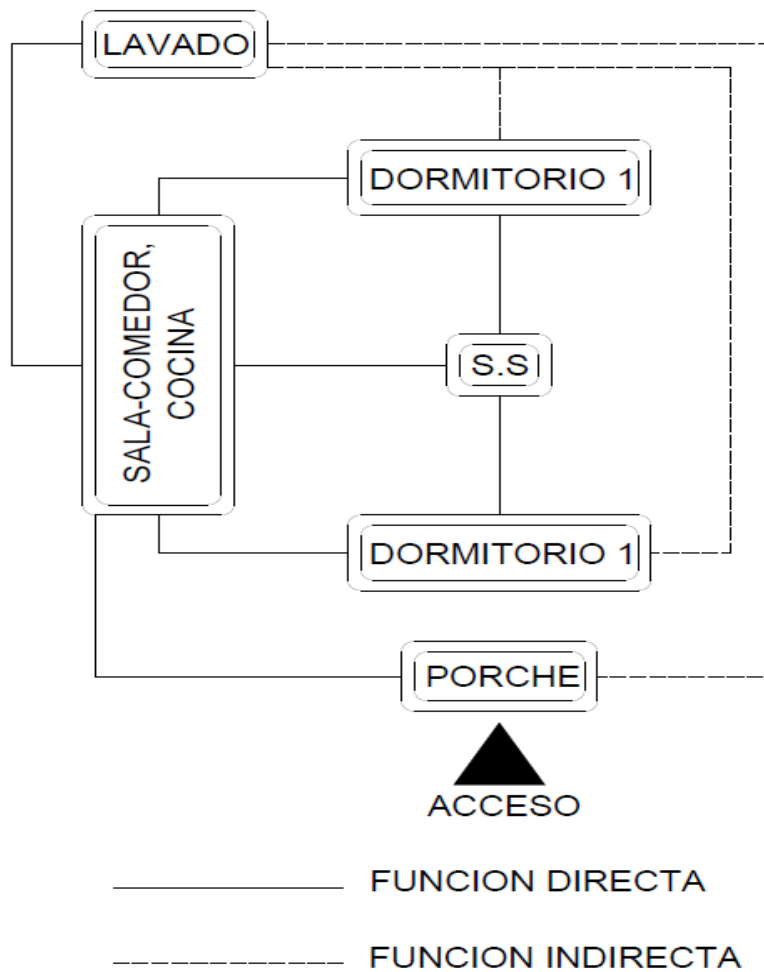 LAVADO
DORMITORIO 1
SALA-COMEDOR,
COCINA
S.S
DORMITORIO 1
PORCHE
ACCESO
FUNCION DIRECTA
FUNCION INDIRECTA